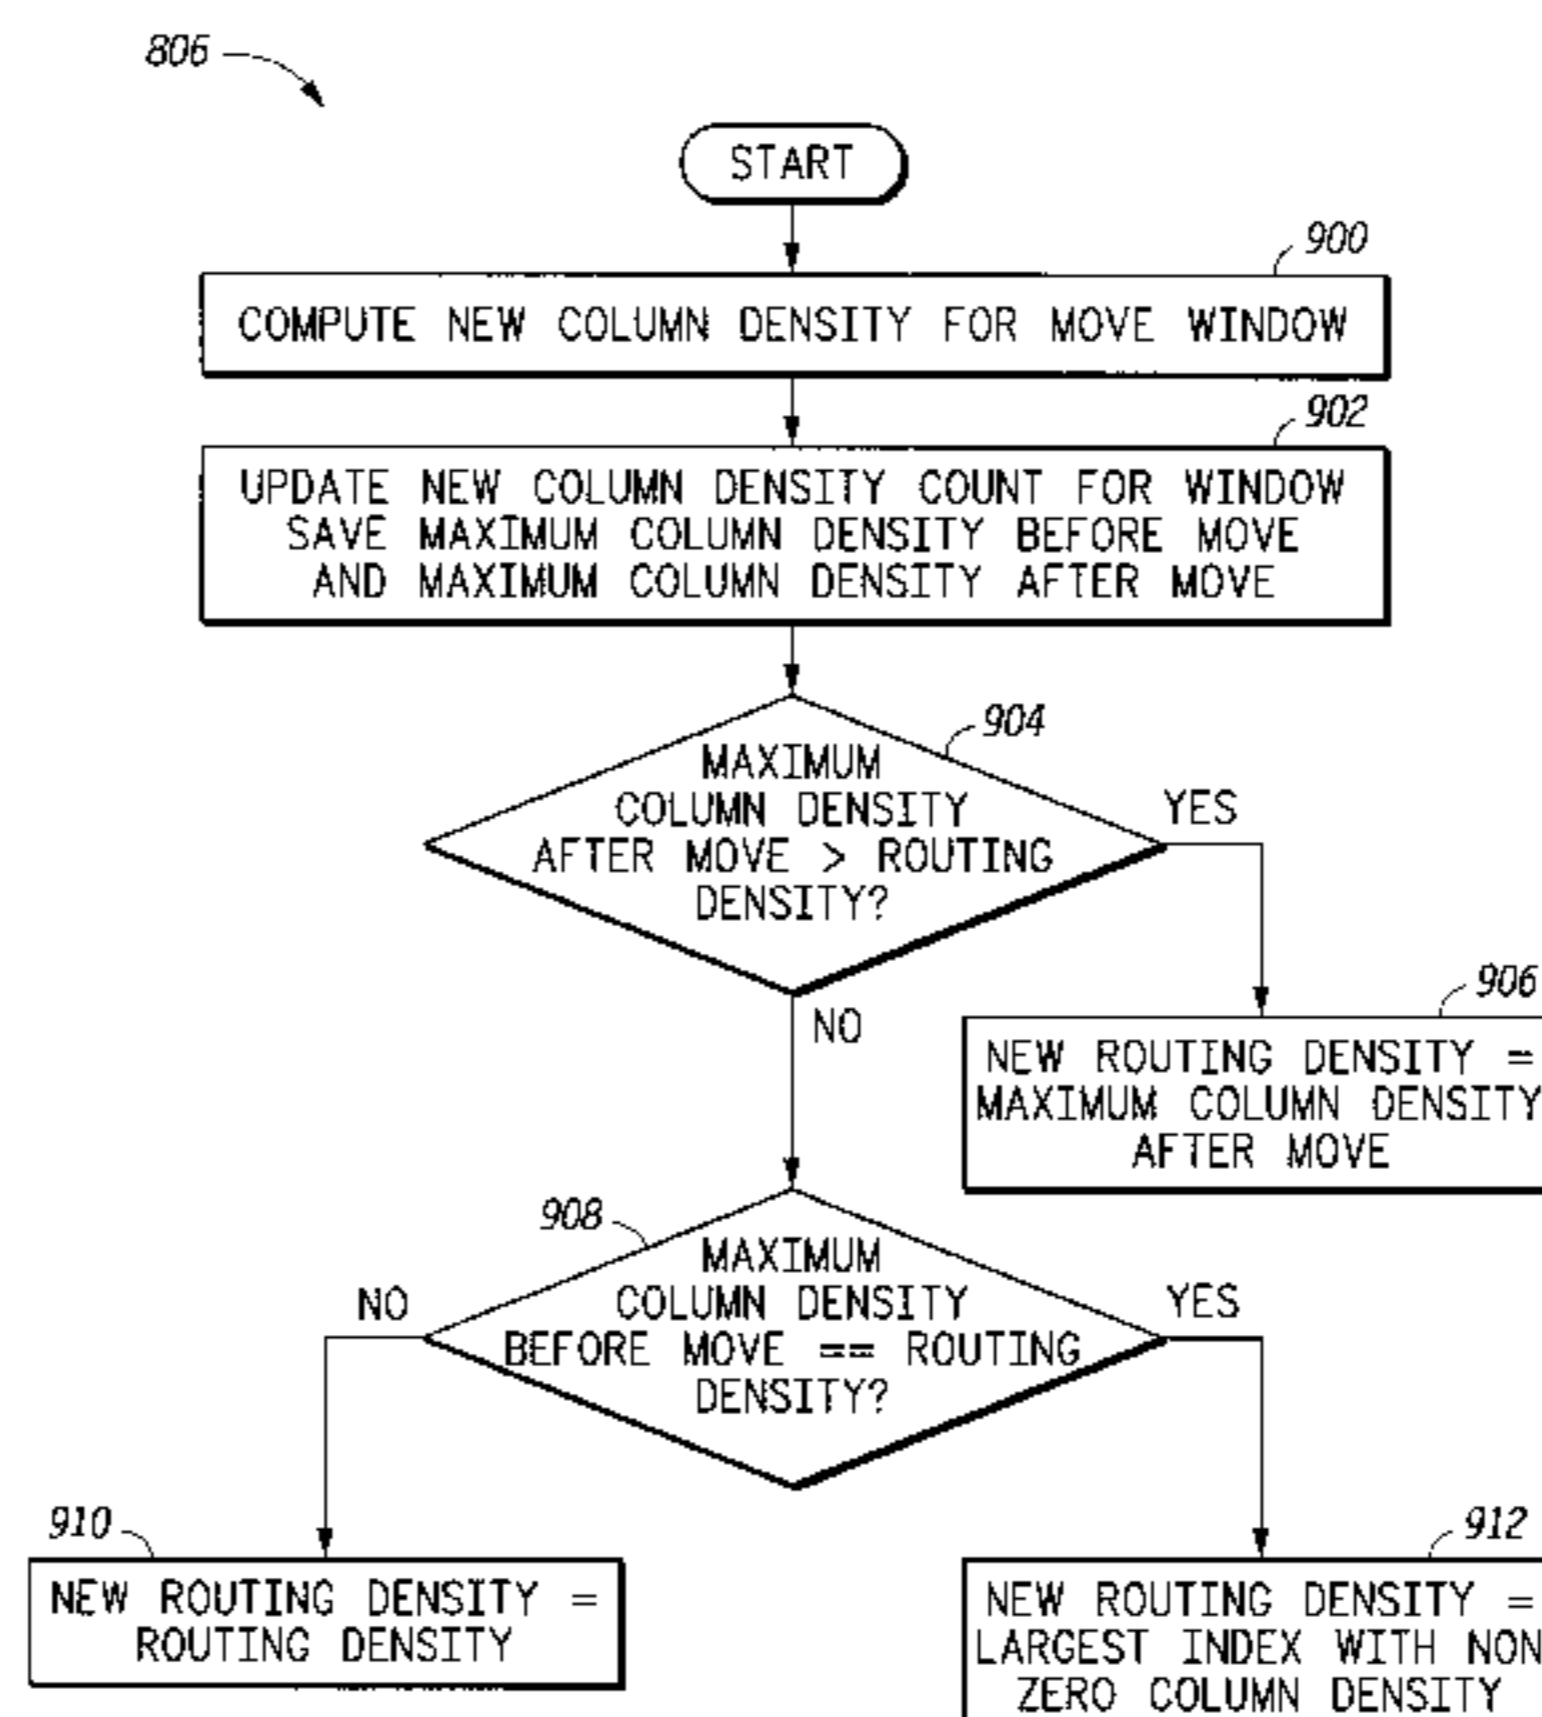 806
START
900
COMPUTE NEW COLUMN DENSITY FOR MOVE WINDOW
902
UPDATE NEW COLUMN DENSITY COUNT FOR WINDOW
SAVE MAXIMUM COLUMN DENSITY BEFORE MOVE
AND MAXIMUM COLUMN DENSITY AFTER MOVE
904
MAXIMUM
COLUMN DENSITY
AFTER MOVE > ROUTING
DENSITY?
YES
NO
906
NEW ROUTING DENSITY =
MAXIMUM COLUMN DENSITY
AFTER MOVE
908
MAXIMUM
COLUMN DENSITY
BEFORE MOVE == ROUTING
DENSITY?
NO
YES
910
NEW ROUTING DENSITY =
ROUTING DENSITY
912
NEW ROUTING DENSITY =
LARGEST INDEX WITH NON
ZERO COLUMN DENSITY